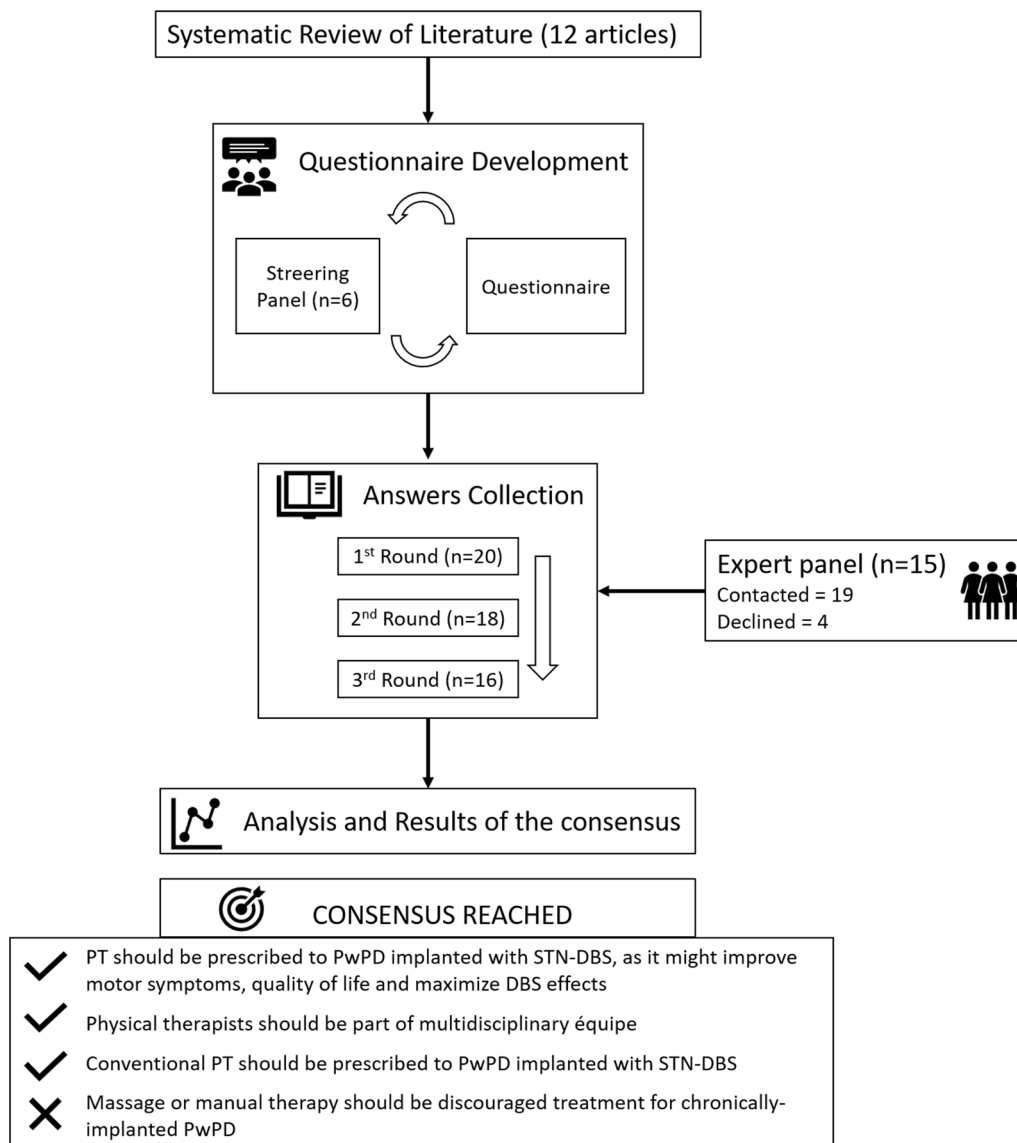 Systematic Review of Literature (12 articles)
Questionnaire Development
Streering
Panel (n=6)
Questionnaire
Answers Collection
1st Round (n=20)
2nd Round (n=18)
3rd Round (n=16)
Expert panel (n=15)
Contacted = 19
Declined = 4
Analysis and Results of the consensus
CONSENSUS REACHED
PT should be prescribed to PwPD implanted with STN-DBS, as it might improve
motor symptoms, quality of life and maximize DBS effects
Physical therapists should be part of multidisciplinary équipe
Conventional PT should be prescribed to PwPD implanted with STN-DBS
Massage or manual therapy should be discouraged treatment for chronically-
implanted PwPD